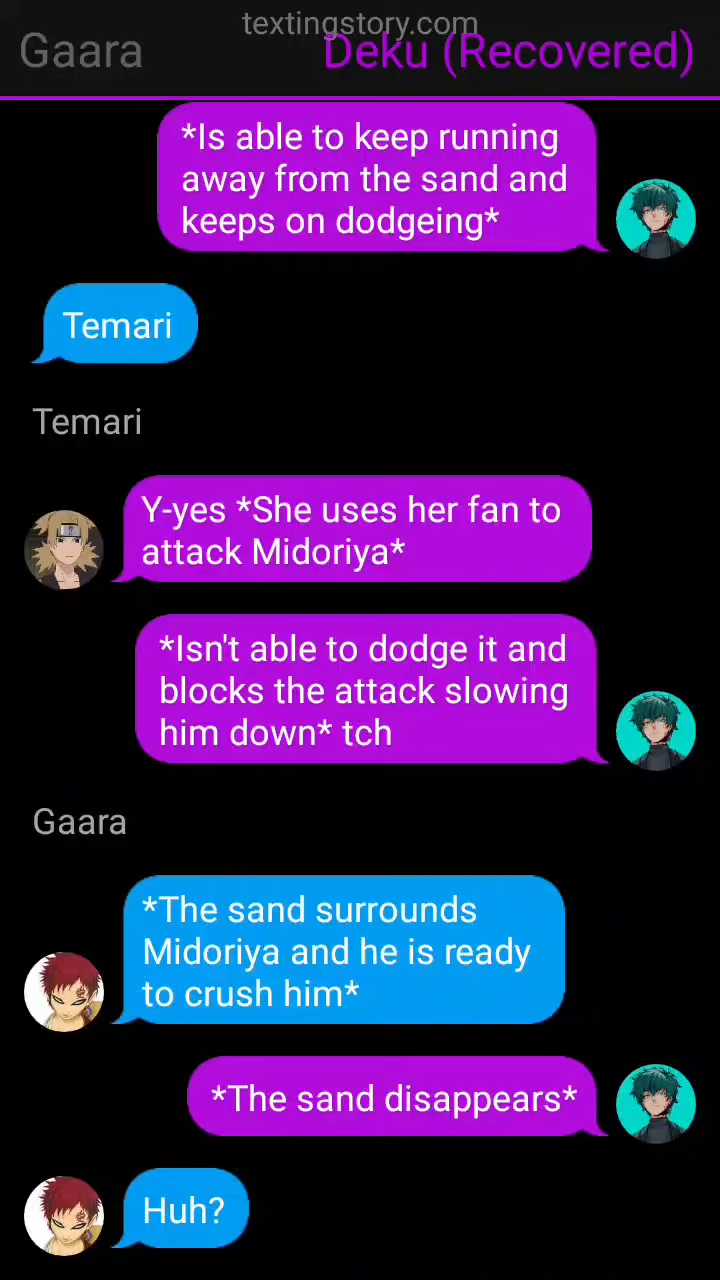 textingstory.com
Gaara
Deku (Recovered)
*Is able to keep running
away from the sand and
keeps on dodgeing*
Temari
Temari
Y-yes *She uses her fan to
attack Midoriya*
*Isn't able to dodge it and
blocks the attack slowing
him down* tch
Gaara
*The sand surrounds
Midoriya and he is ready
to crush him*
*The sand disappears*
Huh?